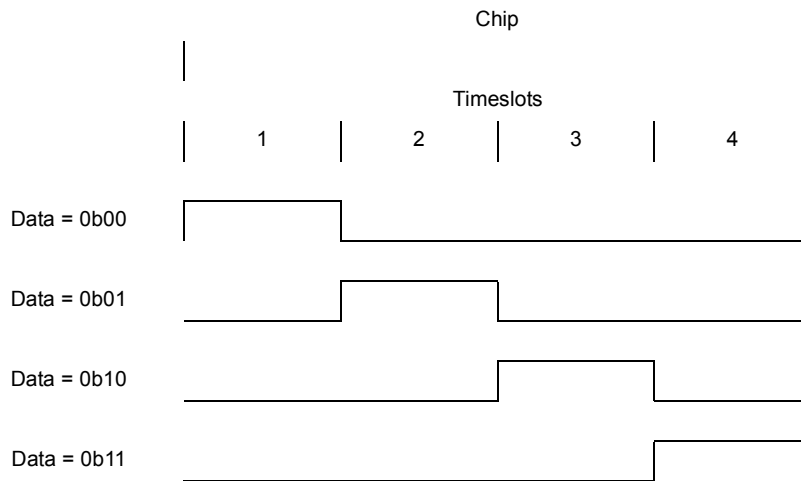 Chip
Timeslots
1 2 3 4
Data = 0b00
Data = 0b01
Data = 0b10
Data = 0b11